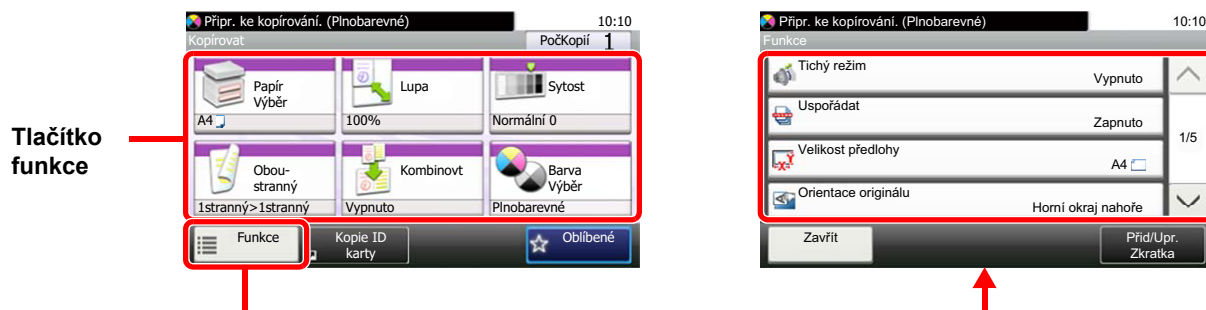 Tlačítko
funkce
Připr. ke kopírování. (Plnobarevné) 10:10
Kopírovat PočKopií 1
Papír
Výběr
A4
Lupa
100%
Sytost
Normální 0
Obou-
stranný
1stranný>1stranný
Kombinovt
Vypnuto
Barva
Výběr
Plnobarevné
Funkce
Kopie ID
karty
Oblíbené
Připr. ke kopírování. (Plnobarevné) 10:10
Funkce
Tichý režim
Vypnuto
Uspořádat
Zapnuto
Velikost předlohy
A4
Orientace originálu
Horní okraj nahoře
1/5
Zavřít
Přid/Upr.
Zkratka